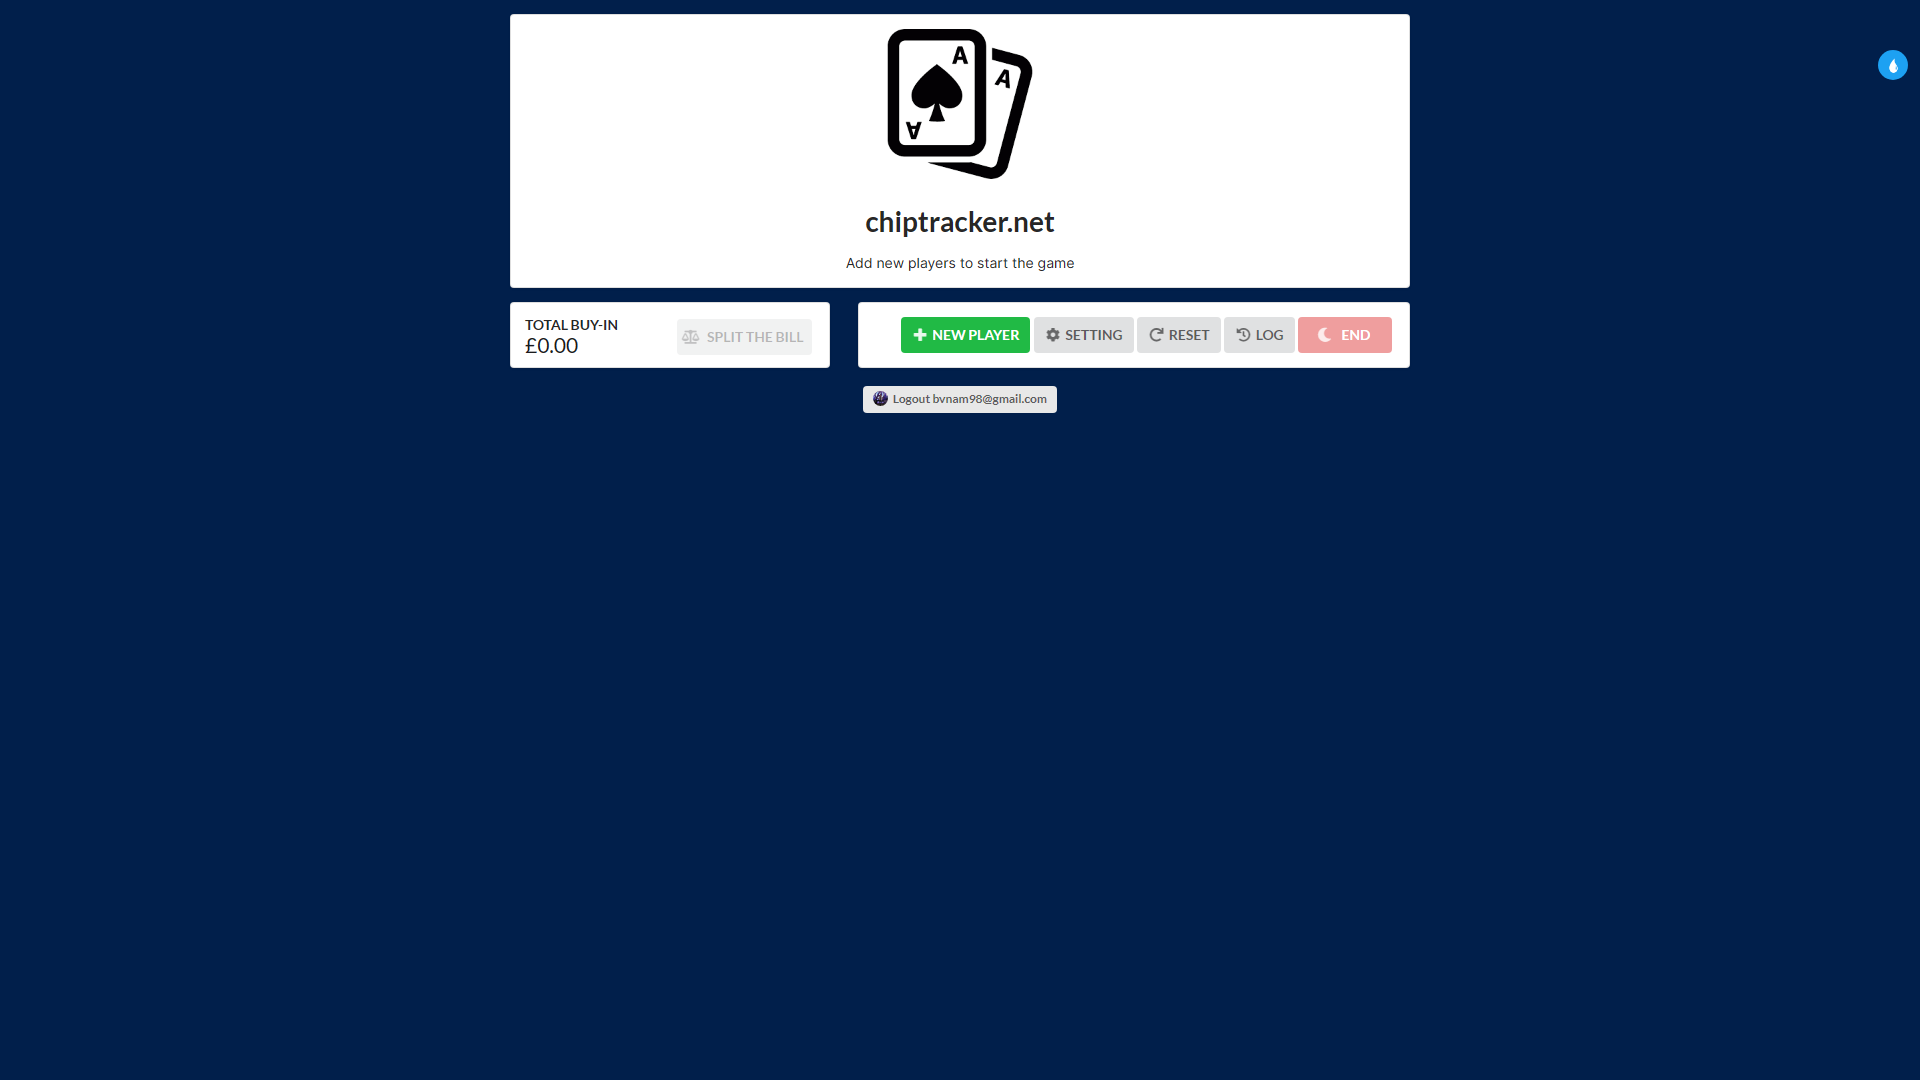 A
A
A
chiptracker.net
Add new players to start the game
TOTAL BUY-IN
£0.00
SPLIT THE BILL
NEW PLAYER
SETTING
RESET
LOG
END
Logout bvnam98@gmail.com